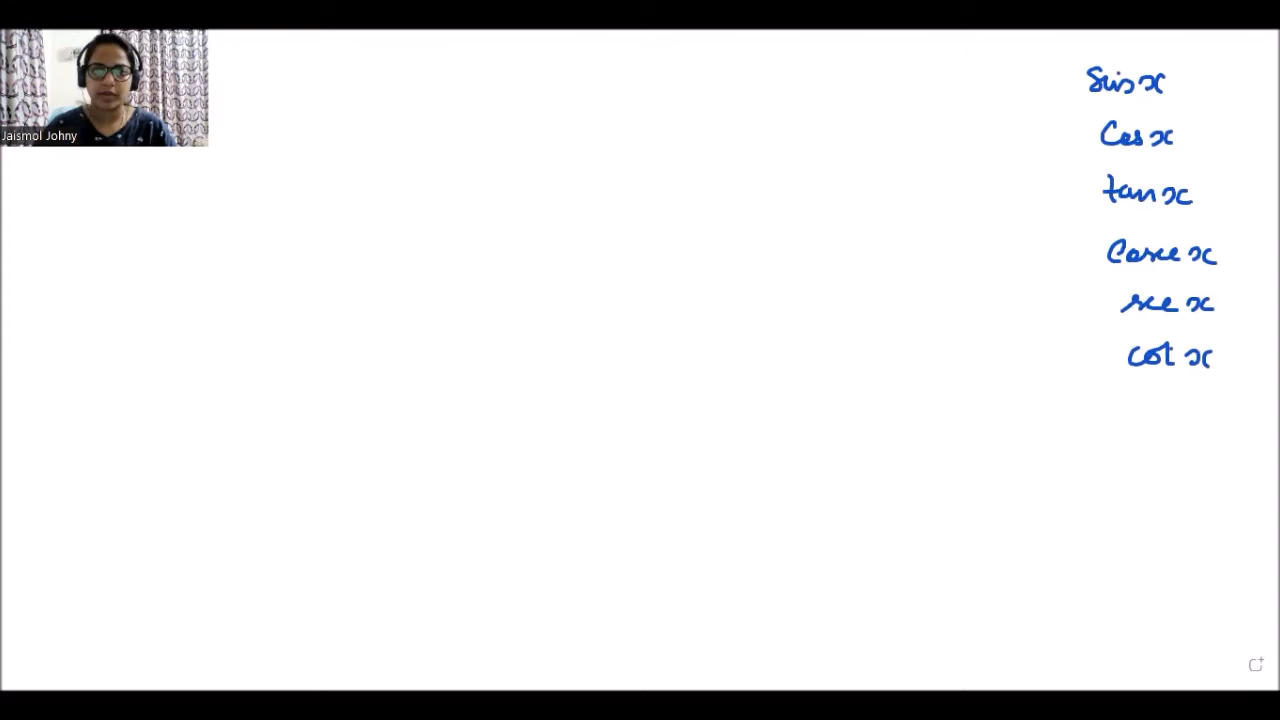 Jaismol Johny
Sin x
Cos x
tan x
Cosec x
sec x
cot x